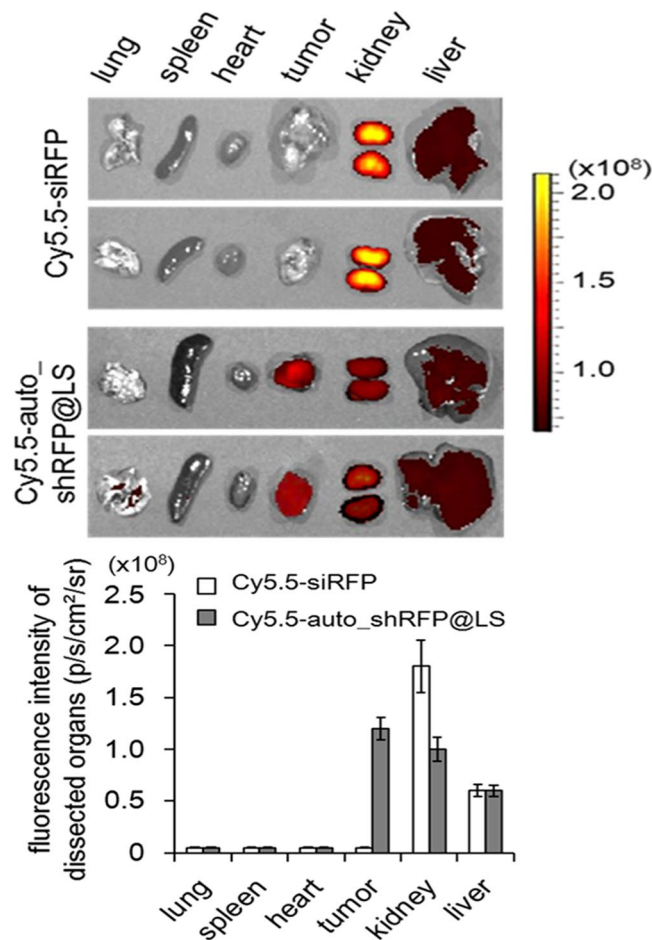 lung spleen heart tumor kidney liver
Cy5.5-siRFP
Cy5.5-auto_
shRFP@LS
(x10⁸)
2.0
1.5
1.0
(x10⁸)
Cy5.5-siRFP
Cy5.5-auto_shRFP@LS
fluorescence intensity of
dissected organs (p/s/cm²/sr)
2.5
2.0
1.5
1.0
0.5
0
lung spleen heart tumor kidney liver